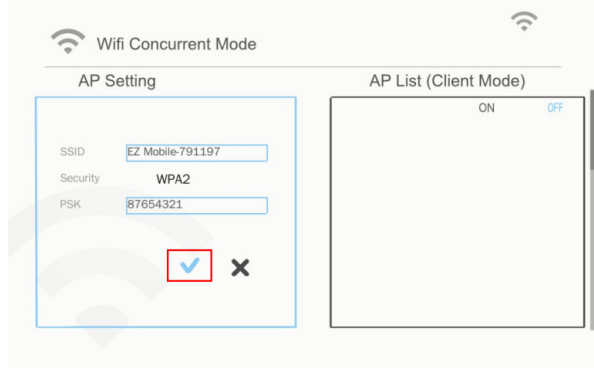 Wifi Concurrent Mode
AP Setting
SSID EZ Mobile-791197
Security WPA2
PSK 87654321
AP List (Client Mode)
ON OFF